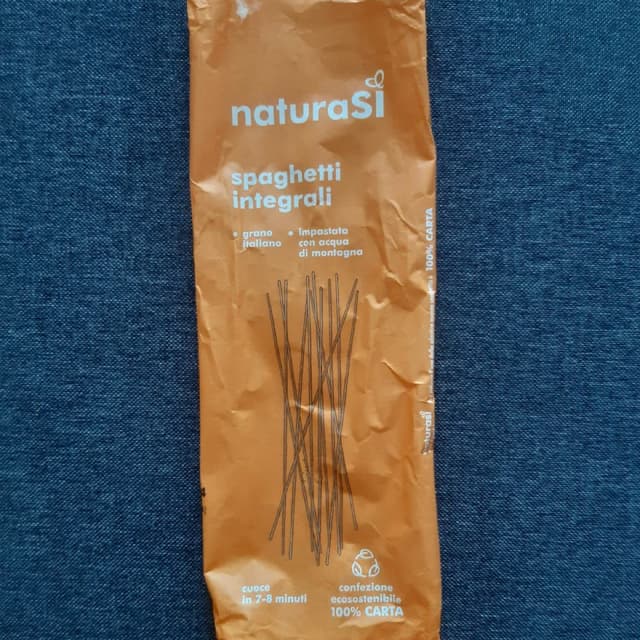 naturaSì
spaghetti
integrali
• grano
italiano
• Impastata
con acqua
di montagna
100% CARTA
naturaSì
cuoce
in 7-8 minuti
confezione
ecosostenibile
100% CARTA